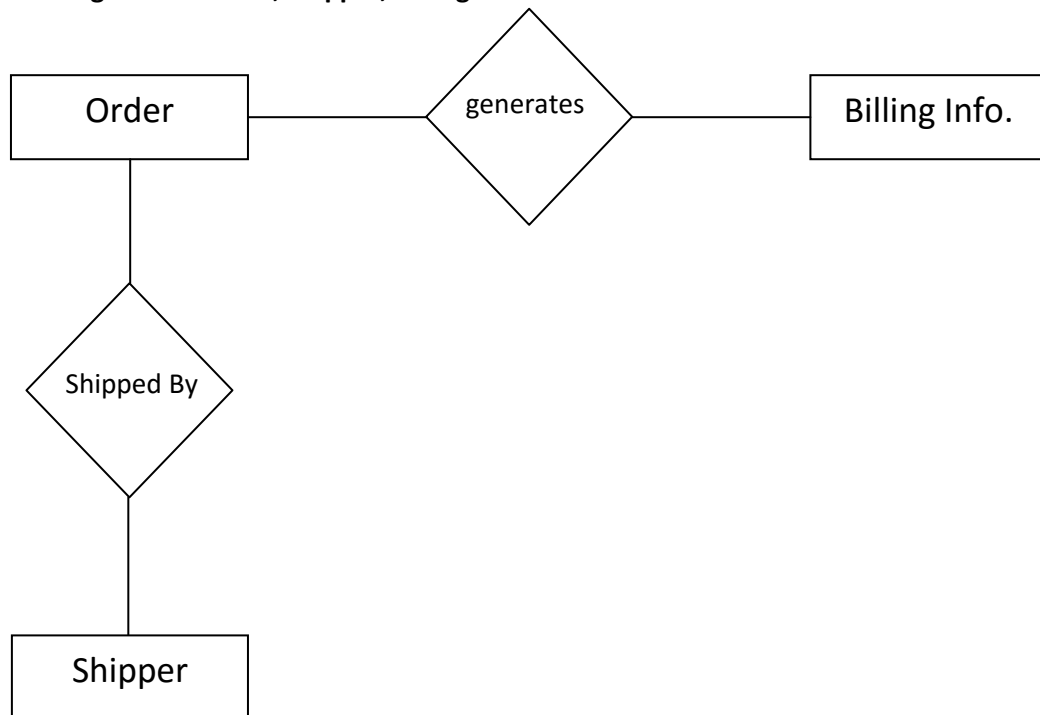 Order
generates
Billing Info.
Shipped By
Shipper